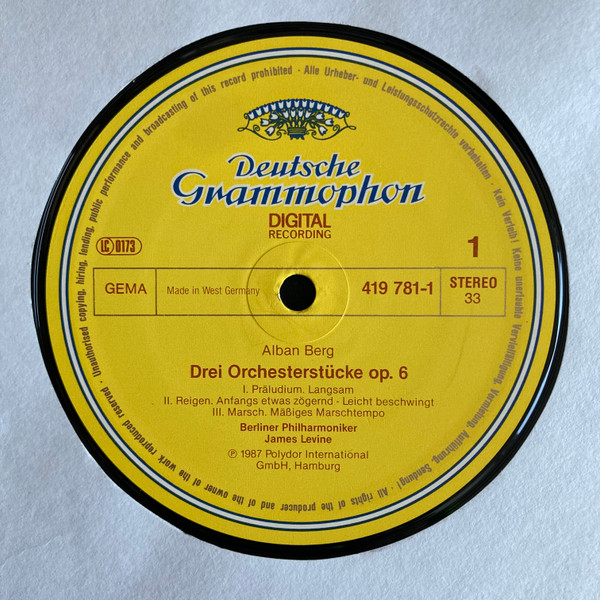 Deutsche
Grammophon
DIGITAL
RECORDING
LC 0173
1
GEMA
Made in West Germany
419 781-1
STEREO
33
Alban Berg
Drei Orchesterstücke op. 6
I. Präludium. Langsam
II. Reigen. Anfangs etwas zögernd - Leicht beschwingt
III. Marsch. Mäßiges Marschtempo
Berliner Philharmoniker
James Levine
℗ 1987 Polydor International
GmbH, Hamburg
Alle Urheber- und Leistungsschutzrechte vorbehalten · Kein Verleih! Keine unerlaubte Vervielfältigung, Vermietung, Aufführung, Sendung! · All rights of the producer and of the owner of the work reproduced reserved · Unauthorised copying, hiring, lending, public performance and broadcasting of this record prohibited ·